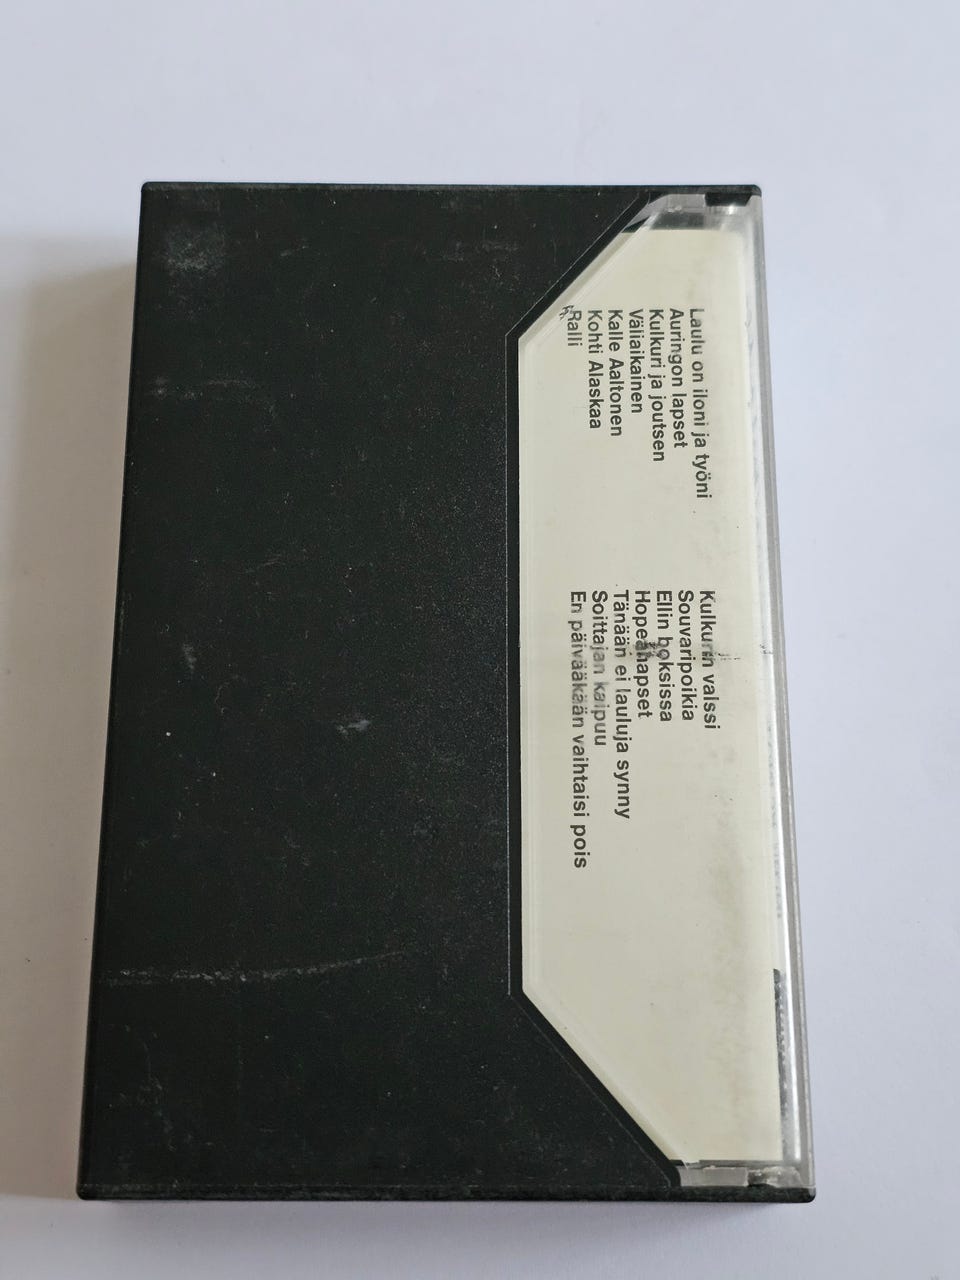 Laulu on iloni ja työni
Auringon lapset
Kulkuri ja joutsen
Väliaikainen
Kalle Aaltonen
Kohti Alaskaa
Ralli
Kulkurin valssi
Souvaripoikia
Ellin boksissa
Hopeahapset
Tänään ei lauluja synny
Soittajan kaipuu
En päivääkään vaihtaisi pois